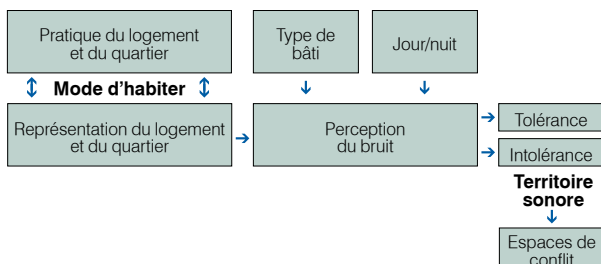 Pratique du logement
et du quartier
Type de
bâti
Jour/nuit
Mode d'habiter
Représentation du logement
et du quartier
Perception
du bruit
Tolérance
Intolérance
Territoire
sonore
Espaces de
conflit